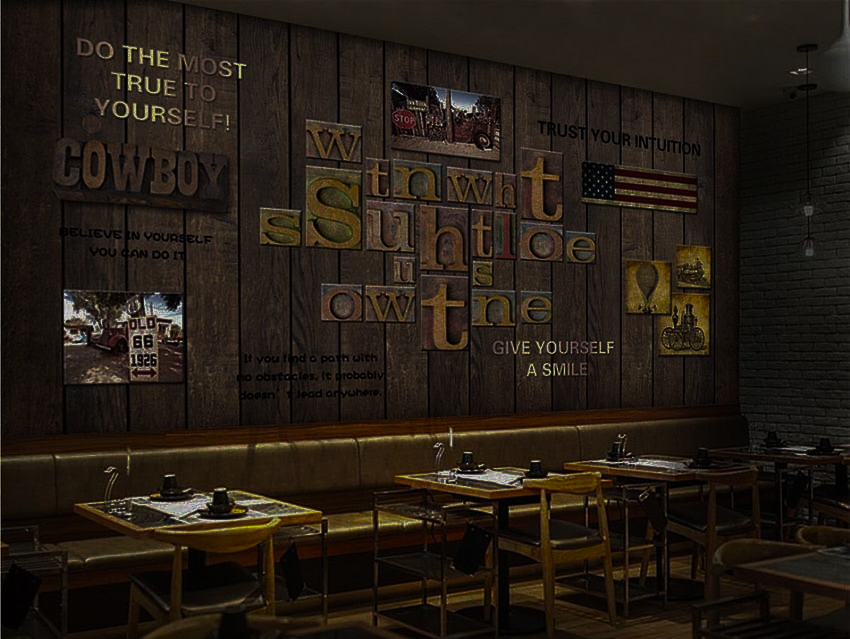 DO THE MOST
TRUE TO
YOURSELF!
COWBOY
BELIEVE IN YOURSELF
YOU CAN DO IT
OLD
66
1926
STOP
TRUST YOUR INTUITION
w
tnwht
sSuhtloe
us
owtne
If you find a path with
no obstacles, it probably
doesn't lead anywhere.
GIVE YOURSELF
A SMILE